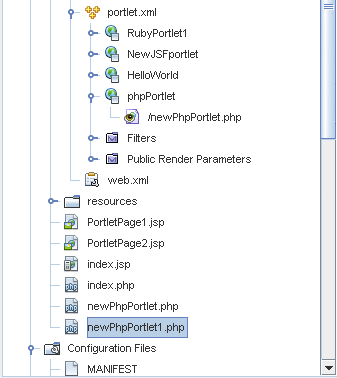 portlet.xml
RubyPortlet1
NewJSFportlet
HelloWorld
phpPortlet
/newPhpPortlet.php
Filters
Public Render Parameters
web.xml
resources
PortletPage1.jsp
PortletPage2.jsp
index.jsp
index.php
newPhpPortlet.php
newPhpPortlet1.php
Configuration Files
MANIFEST